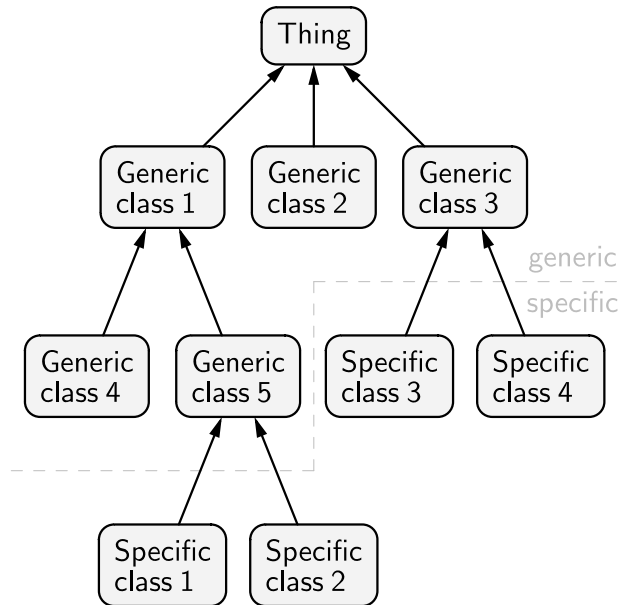 Thing
Generic
class 1
Generic
class 2
Generic
class 3
generic
specific
Generic
class 4
Generic
class 5
Specific
class 3
Specific
class 4
Specific
class 1
Specific
class 2